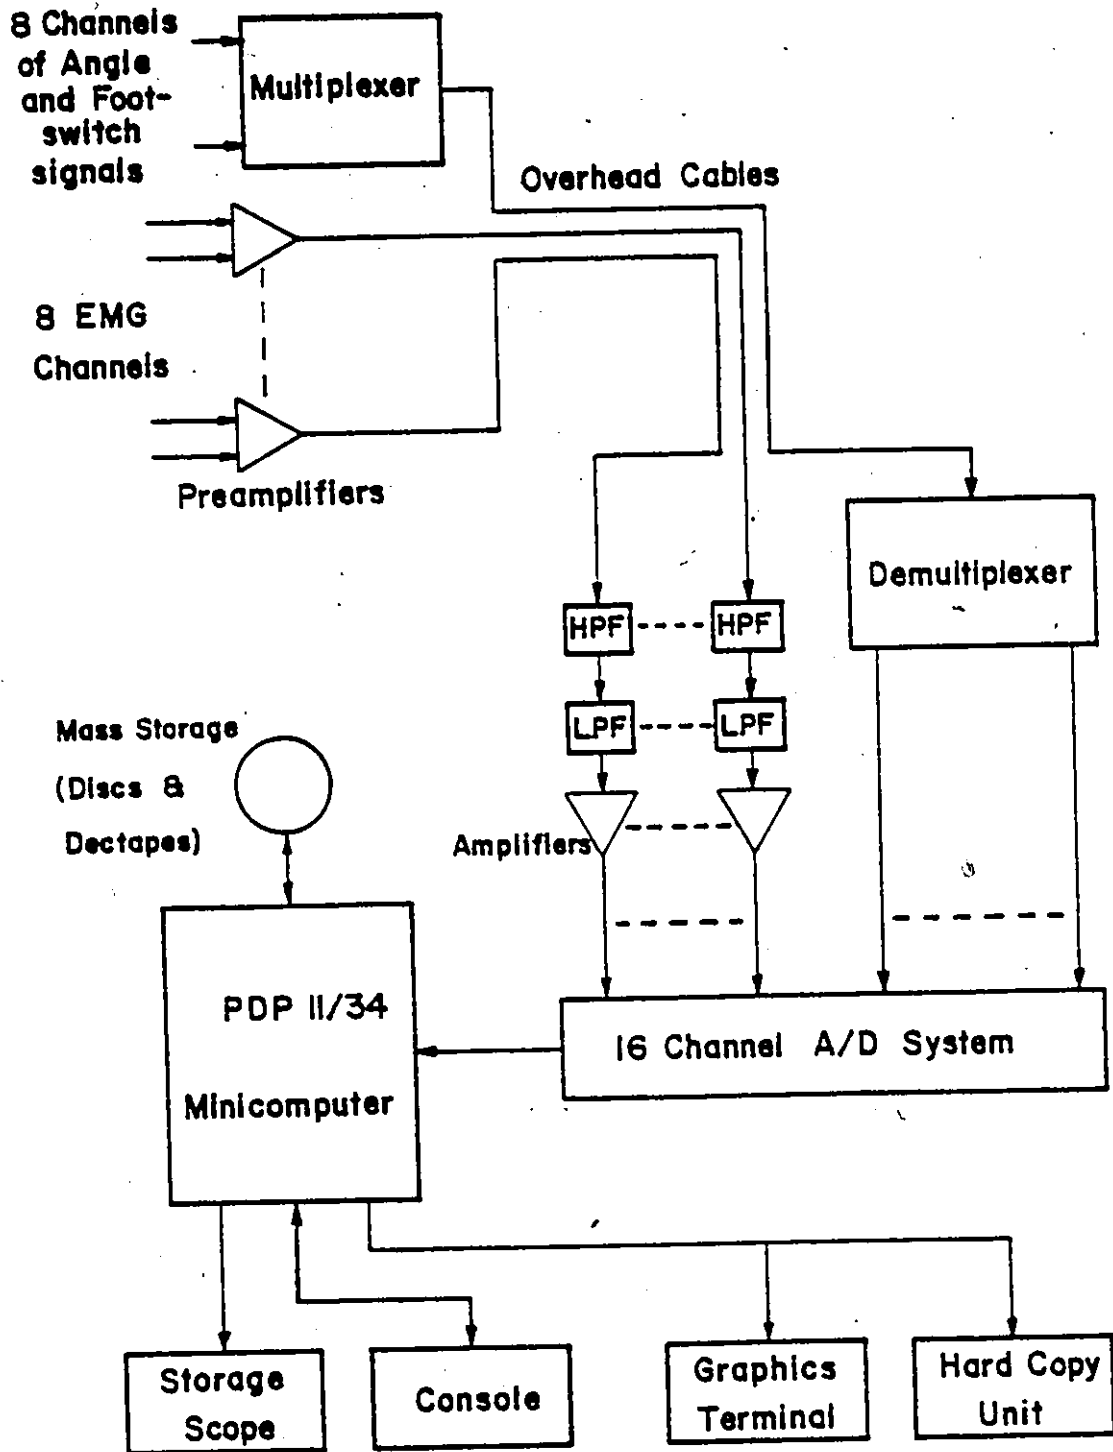 8 Channels
of Angle
and Foot-
switch
signals
Multiplexer
Overhead Cables
8 EMG
Channels
Preamplifiers
Demultiplexer
HPF
HPF
LPF
LPF
Mass Storage
(Discs &
Dectapes)
Amplifiers
PDP 11/34
Minicomputer
16 Channel A/D System
Storage
Scope
Console
Graphics
Terminal
Hard Copy
Unit